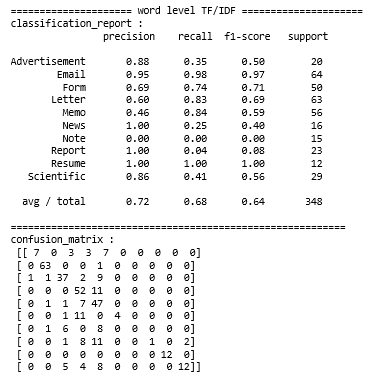 ===================== word level TF/IDF =====================
classification_report :
precision recall f1-score support
Advertisement 0.88 0.35 0.50 20
Email 0.95 0.98 0.97 64
Form 0.69 0.74 0.71 50
Letter 0.60 0.83 0.69 63
Memo 0.46 0.84 0.59 56
News 1.00 0.25 0.40 16
Note 0.00 0.00 0.00 15
Report 1.00 0.04 0.08 23
Resume 1.00 1.00 1.00 12
Scientific 0.86 0.41 0.56 29
avg / total 0.72 0.68 0.64 348
==========================================================
confusion_matrix :
[[ 7 0 3 3 7 0 0 0 0 0]
[ 0 63 0 0 1 0 0 0 0 0]
[ 1 1 37 2 9 0 0 0 0 0]
[ 0 0 0 52 11 0 0 0 0 0]
[ 0 1 1 7 47 0 0 0 0 0]
[ 0 0 1 11 0 4 0 0 0 0]
[ 0 1 6 0 8 0 0 0 0 0]
[ 0 0 1 8 11 0 0 1 0 2]
[ 0 0 0 0 0 0 0 0 12 0]
[ 0 0 5 4 8 0 0 0 0 12]]